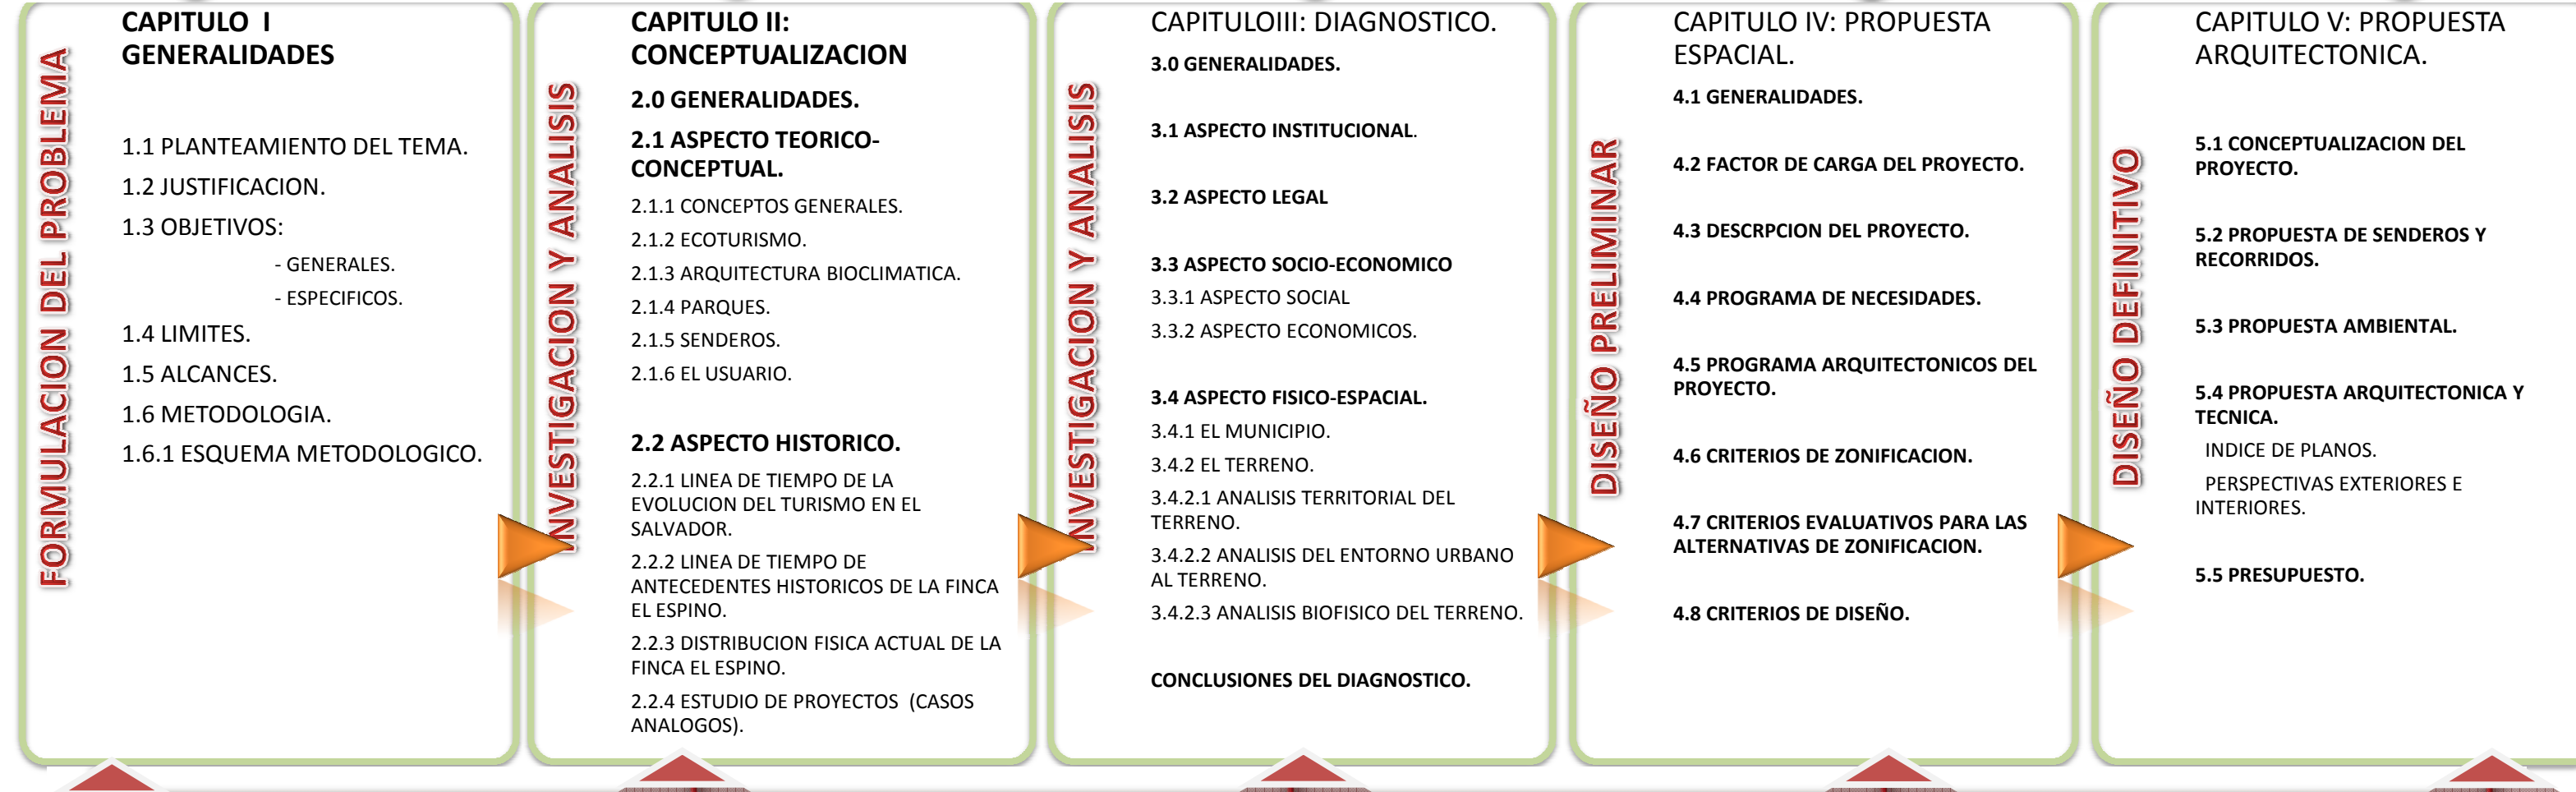 FORMULACION DEL PROBLEMA
CAPITULO I
GENERALIDADES
1.1 PLANTEAMIENTO DEL TEMA.
1.2 JUSTIFICACION.
1.3 OBJETIVOS:
- GENERALES.
- ESPECIFICOS.
1.4 LIMITES.
1.5 ALCANCES.
1.6 METODOLOGIA.
1.6.1 ESQUEMA METODOLOGICO.
INVESTIGACION Y ANALISIS
CAPITULO II:
CONCEPTUALIZACION
2.0 GENERALIDADES.
2.1 ASPECTO TEORICO-
CONCEPTUAL.
2.1.1 CONCEPTOS GENERALES.
2.1.2 ECOTURISMO.
2.1.3 ARQUITECTURA BIOCLIMATICA.
2.1.4 PARQUES.
2.1.5 SENDEROS.
2.1.6 EL USUARIO.
2.2 ASPECTO HISTORICO.
2.2.1 LINEA DE TIEMPO DE LA
EVOLUCION DEL TURISMO EN EL
SALVADOR.
2.2.2 LINEA DE TIEMPO DE
ANTECEDENTES HISTORICOS DE LA FINCA
EL ESPINO.
2.2.3 DISTRIBUCION FISICA ACTUAL DE LA
FINCA EL ESPINO.
2.2.4 ESTUDIO DE PROYECTOS (CASOS
ANALOGOS).
INVESTIGACION Y ANALISIS
CAPITULOIII: DIAGNOSTICO.
3.0 GENERALIDADES.
3.1 ASPECTO INSTITUCIONAL.
3.2 ASPECTO LEGAL
3.3 ASPECTO SOCIO-ECONOMICO
3.3.1 ASPECTO SOCIAL
3.3.2 ASPECTO ECONOMICOS.
3.4 ASPECTO FISICO-ESPACIAL.
3.4.1 EL MUNICIPIO.
3.4.2 EL TERRENO.
3.4.2.1 ANALISIS TERRITORIAL DEL
TERRENO.
3.4.2.2 ANALISIS DEL ENTORNO URBANO
AL TERRENO.
3.4.2.3 ANALISIS BIOFISICO DEL TERRENO.
CONCLUSIONES DEL DIAGNOSTICO.
DISEÑO PRELIMINAR
CAPITULO IV: PROPUESTA
ESPACIAL.
4.1 GENERALIDADES.
4.2 FACTOR DE CARGA DEL PROYECTO.
4.3 DESCRPCION DEL PROYECTO.
4.4 PROGRAMA DE NECESIDADES.
4.5 PROGRAMA ARQUITECTONICOS DEL
PROYECTO.
4.6 CRITERIOS DE ZONIFICACION.
4.7 CRITERIOS EVALUATIVOS PARA LAS
ALTERNATIVAS DE ZONIFICACION.
4.8 CRITERIOS DE DISEÑO.
DISEÑO DEFINITIVO
CAPITULO V: PROPUESTA
ARQUITECTONICA.
5.1 CONCEPTUALIZACION DEL
PROYECTO.
5.2 PROPUESTA DE SENDEROS Y
RECORRIDOS.
5.3 PROPUESTA AMBIENTAL.
5.4 PROPUESTA ARQUITECTONICA Y
TECNICA.
INDICE DE PLANOS.
PERSPECTIVAS EXTERIORES E
INTERIORES.
5.5 PRESUPUESTO.